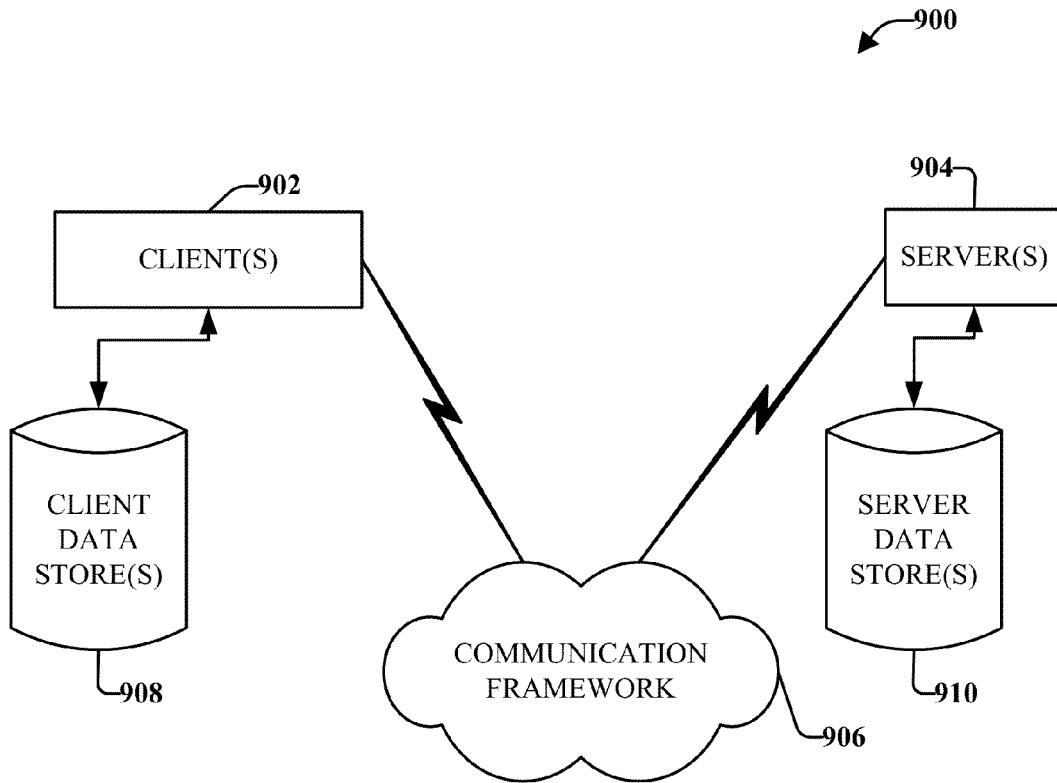 900
902
904
CLIENT(S)
SERVER(S)
CLIENT
DATA
STORE(S)
SERVER
DATA
STORE(S)
COMMUNICATION
FRAMEWORK
908
910
906